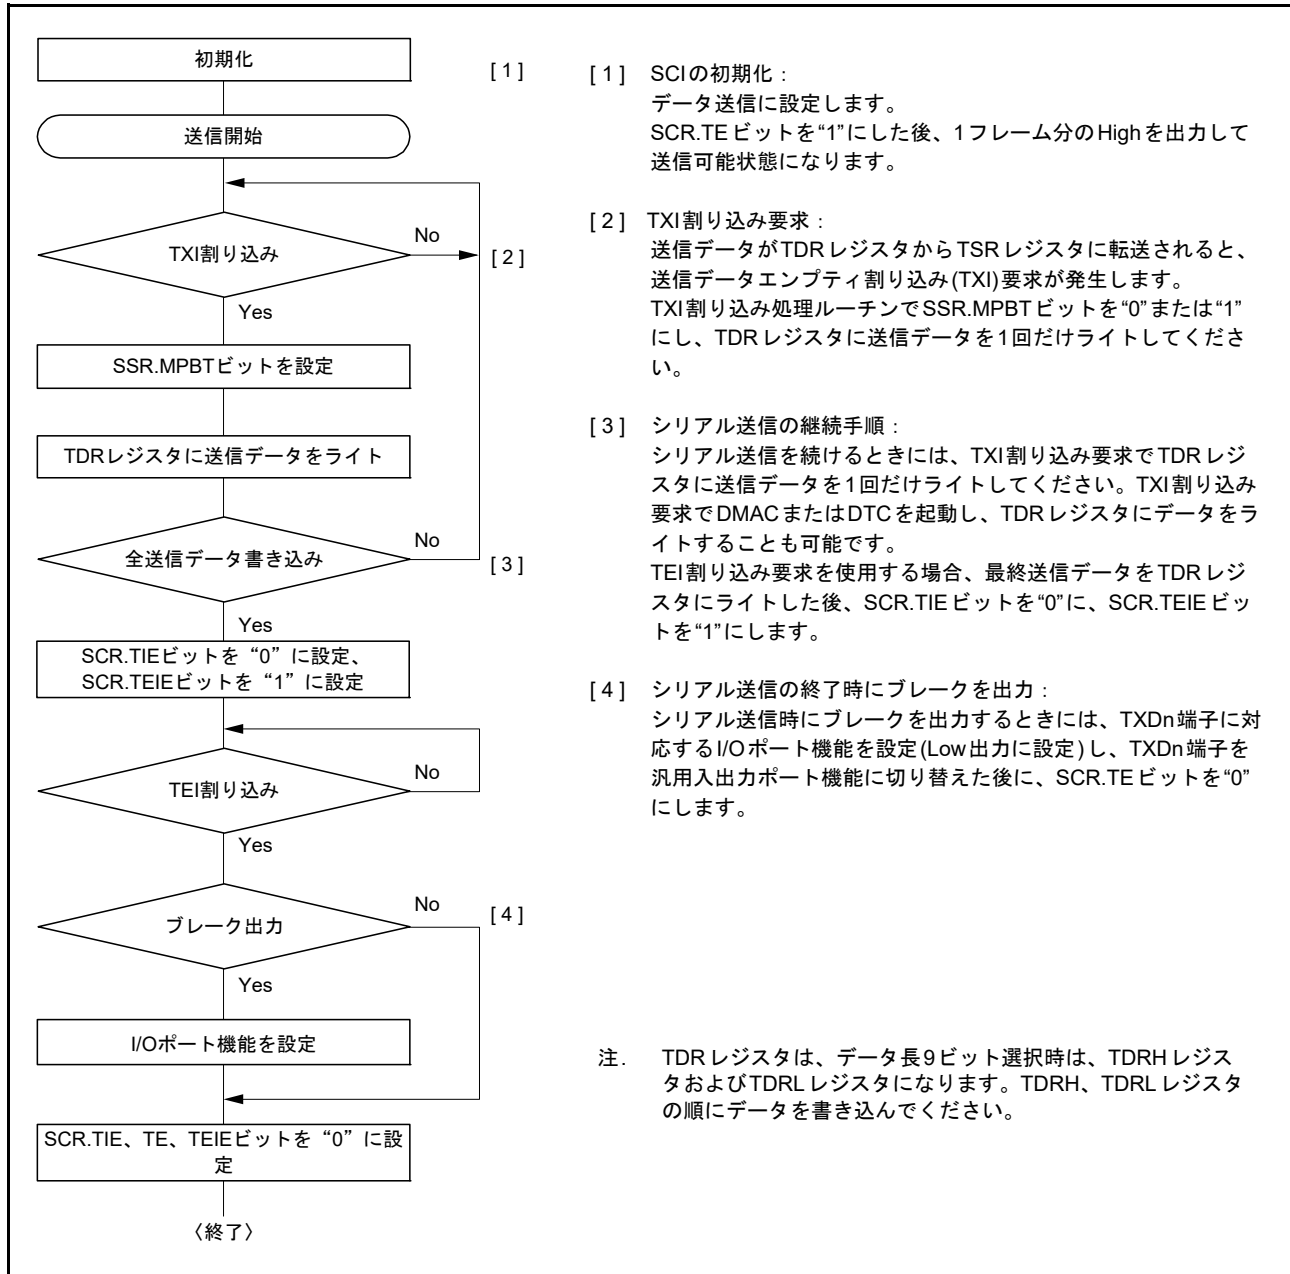 初期化
[ 1 ]
送信開始
TXI割り込み
No
[ 2 ]
Yes
SSR.MPBTビットを設定
TDRレジスタに送信データをライト
全送信データ書き込み
No
[ 3 ]
Yes
SCR.TIEビットを“0”に設定、
SCR.TEIEビットを“1”に設定
TEI割り込み
No
Yes
ブレーク出力
No
[ 4 ]
Yes
I/Oポート機能を設定
SCR.TIE、TE、TEIEビットを“0”に設
定
〈終了〉
[ 1 ] SCIの初期化：
データ送信に設定します。
SCR.TEビットを“1”にした後、1フレーム分のHighを出力して
送信可能状態になります。
[ 2 ] TXI割り込み要求：
送信データがTDRレジスタからTSRレジスタに転送されると、
送信データエンプティ割り込み(TXI)要求が発生します。
TXI割り込み処理ルーチンでSSR.MPBTビットを“0”または“1”
にし、TDRレジスタに送信データを1回だけライトしてくださ
い。
[ 3 ] シリアル送信の継続手順：
シリアル送信を続けるときには、TXI割り込み要求でTDRレジ
スタに送信データを1回だけライトしてください。TXI割り込み
要求でDMACまたはDTCを起動し、TDRレジスタにデータをラ
イトすることも可能です。
TEI割り込み要求を使用する場合、最終送信データをTDRレジ
スタにライトした後、SCR.TIEビットを“0”に、SCR.TEIEビッ
トを“1”にします。
[ 4 ] シリアル送信の終了時にブレークを出力：
シリアル送信時にブレークを出力するときには、TXDn端子に対
応するI/Oポート機能を設定(Low出力に設定)し、TXDn端子を
汎用入出力ポート機能に切り替えた後に、SCR.TEビットを“0”
にします。
注. TDRレジスタは、データ長9ビット選択時は、TDRHレジス
タおよびTDRLレジスタになります。TDRH、TDRLレジスタ
の順にデータを書き込んでください。